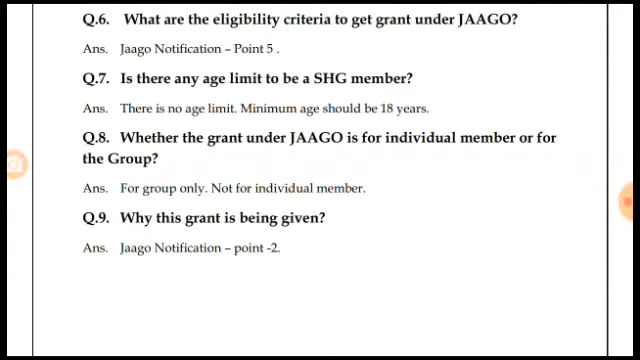 Q.6. What are the eligibility criteria to get grant under JAAGO?
Ans. Jaago Notification – Point 5 .
Q.7. Is there any age limit to be a SHG member?
Ans. There is no age limit. Minimum age should be 18 years.
Q.8. Whether the grant under JAAGO is for individual member or for
the Group?
Ans. For group only. Not for individual member.
Q.9. Why this grant is being given?
Ans. Jaago Notification – point -2.